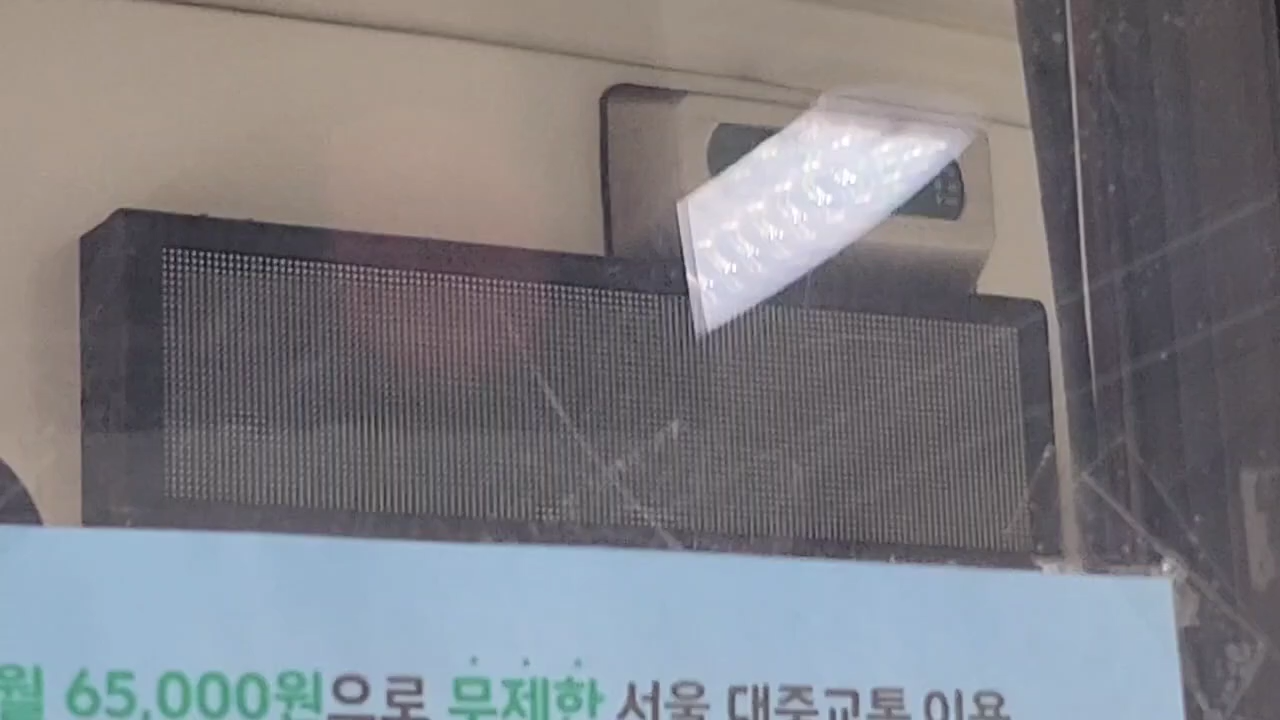 월 65,000원으로 무제한 서울 대중교통 이용